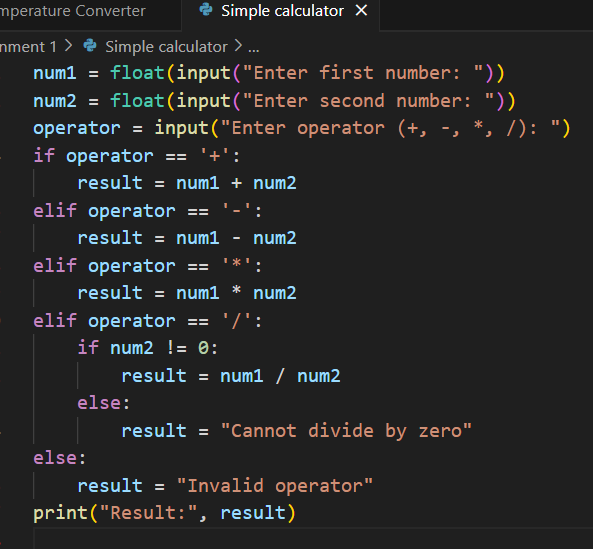 mperature Converter Simple calculator ×
nment 1 > Simple calculator > ...
num1 = float(input("Enter first number: "))
num2 = float(input("Enter second number: "))
operator = input("Enter operator (+, -, *, /): ")
if operator == '+':
    result = num1 + num2
elif operator == '-':
    result = num1 - num2
elif operator == '*':
    result = num1 * num2
elif operator == '/':
    if num2 != 0:
        result = num1 / num2
    else:
        result = "Cannot divide by zero"
else:
    result = "Invalid operator"
print("Result:", result)